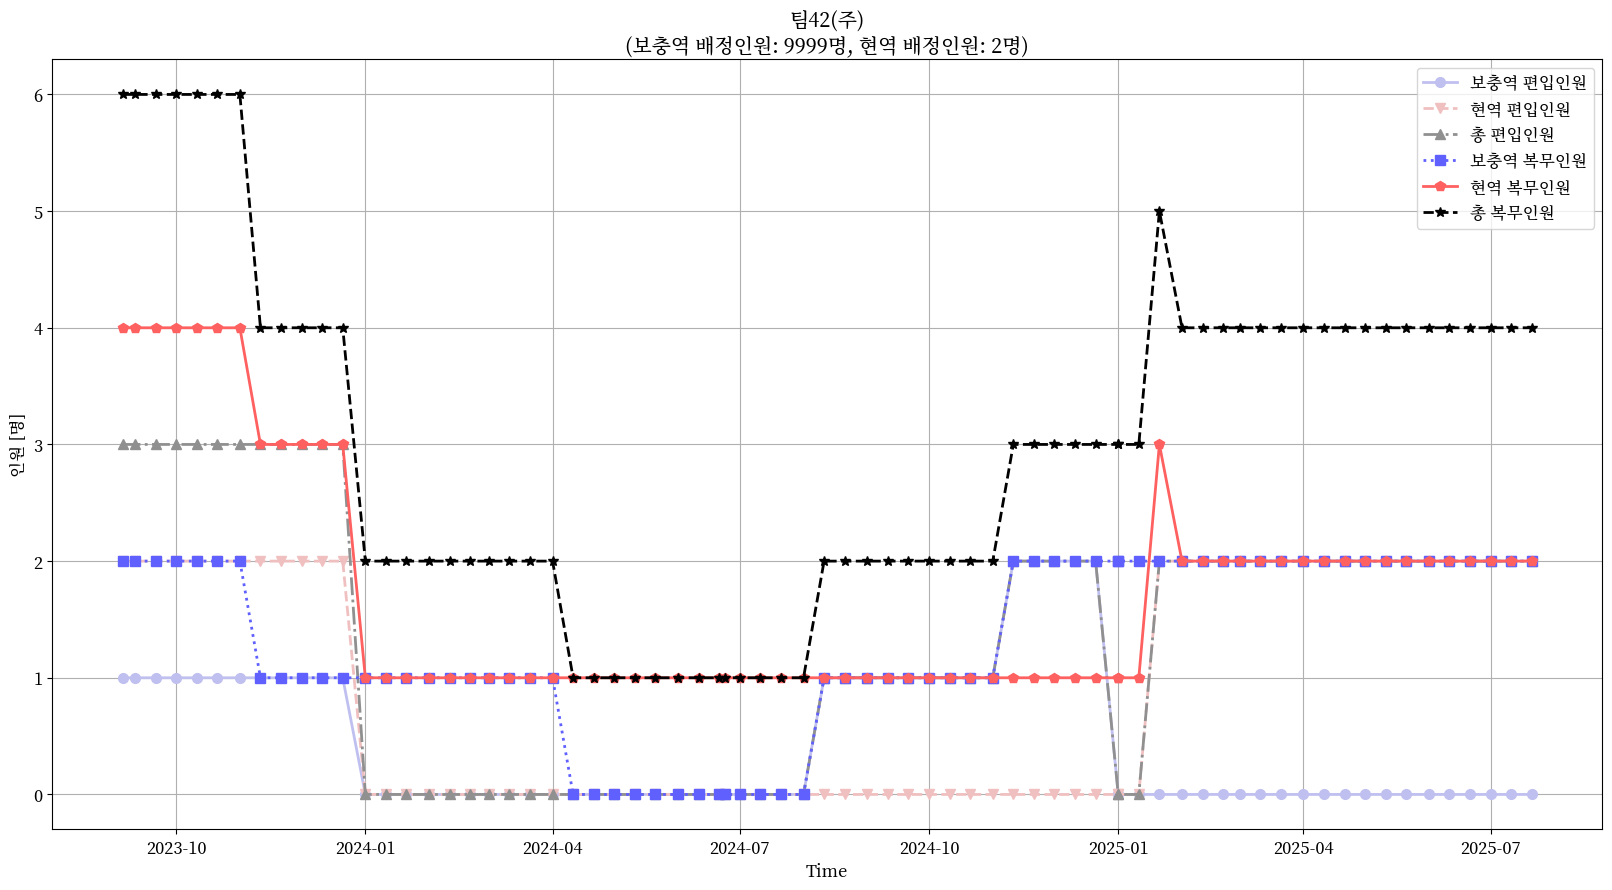 팀42(주)
(보충역 배정인원: 9999명, 현역 배정인원: 2명)
보충역 편입인원
현역 편입인원
총 편입인원
보충역 복무인원
현역 복무인원
총 복무인원
인원 [명]
6
5
4
3
2
1
0
2023-10
2024-01
2024-04
2024-07
2024-10
2025-01
2025-04
2025-07
Time